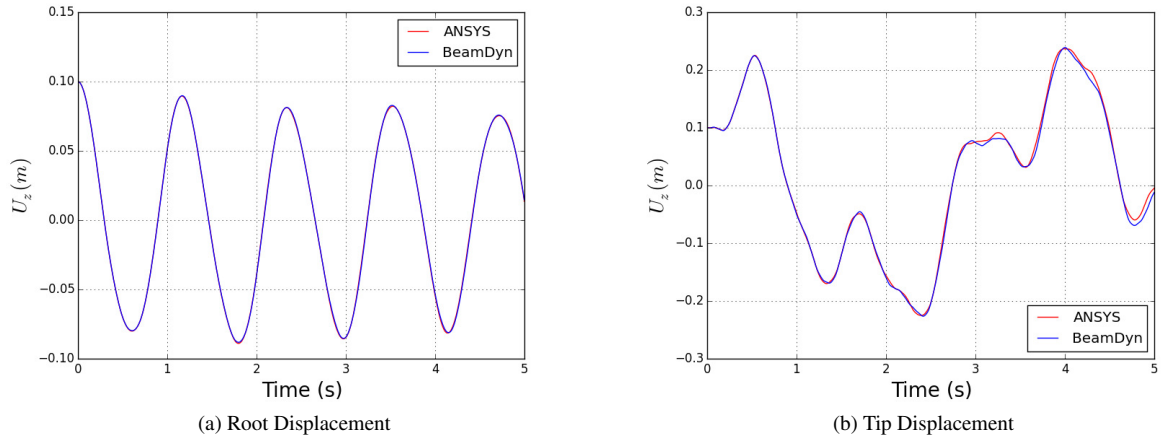 0.15
0.10
0.05
0.00
−0.05
−0.10
U_z (m)
0 1 2 3 4 5
Time (s)
ANSYS
BeamDyn
(a) Root Displacement
0.3
0.2
0.1
0.0
−0.1
−0.2
−0.3
U_z (m)
0 1 2 3 4 5
Time (s)
ANSYS
BeamDyn
(b) Tip Displacement